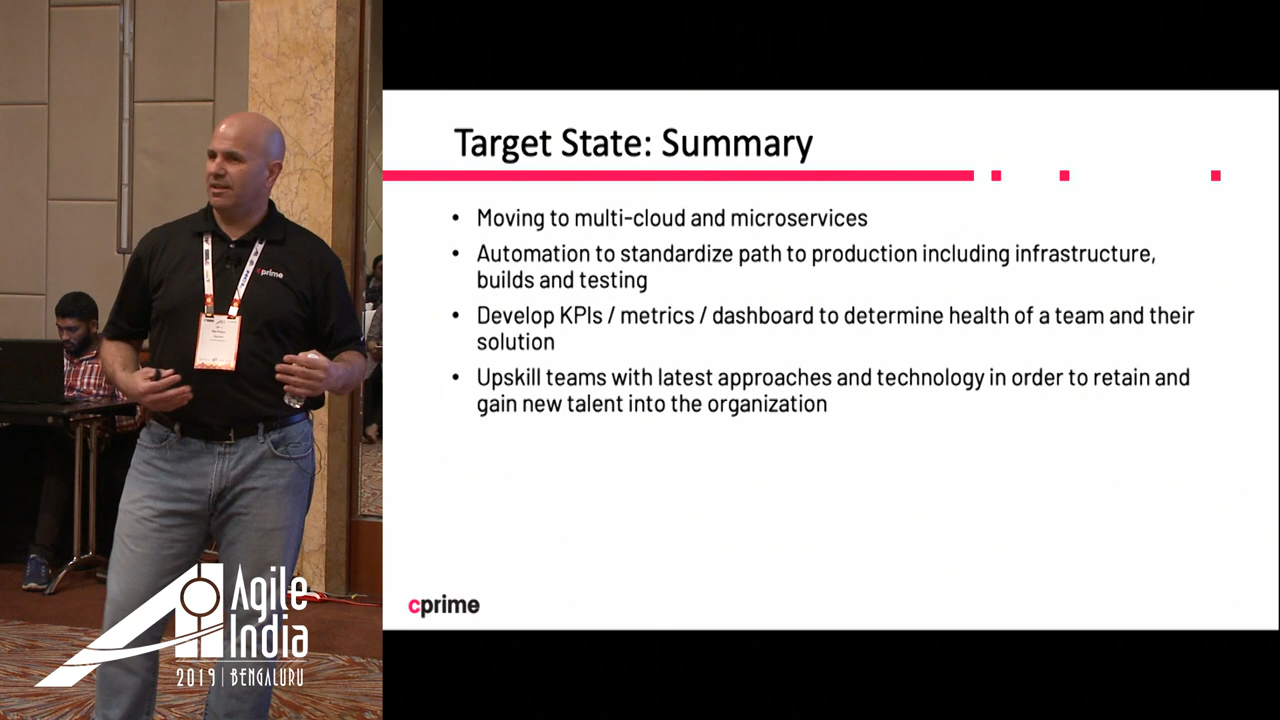 Target State: Summary
• Moving to multi-cloud and microservices
• Automation to standardize path to production including infrastructure,
builds and testing
• Develop KPIs / metrics / dashboard to determine health of a team and their
solution
• Upskill teams with latest approaches and technology in order to retain and
gain new talent into the organization
cprime
cprime
Agile
India
2019 | BENGALURU